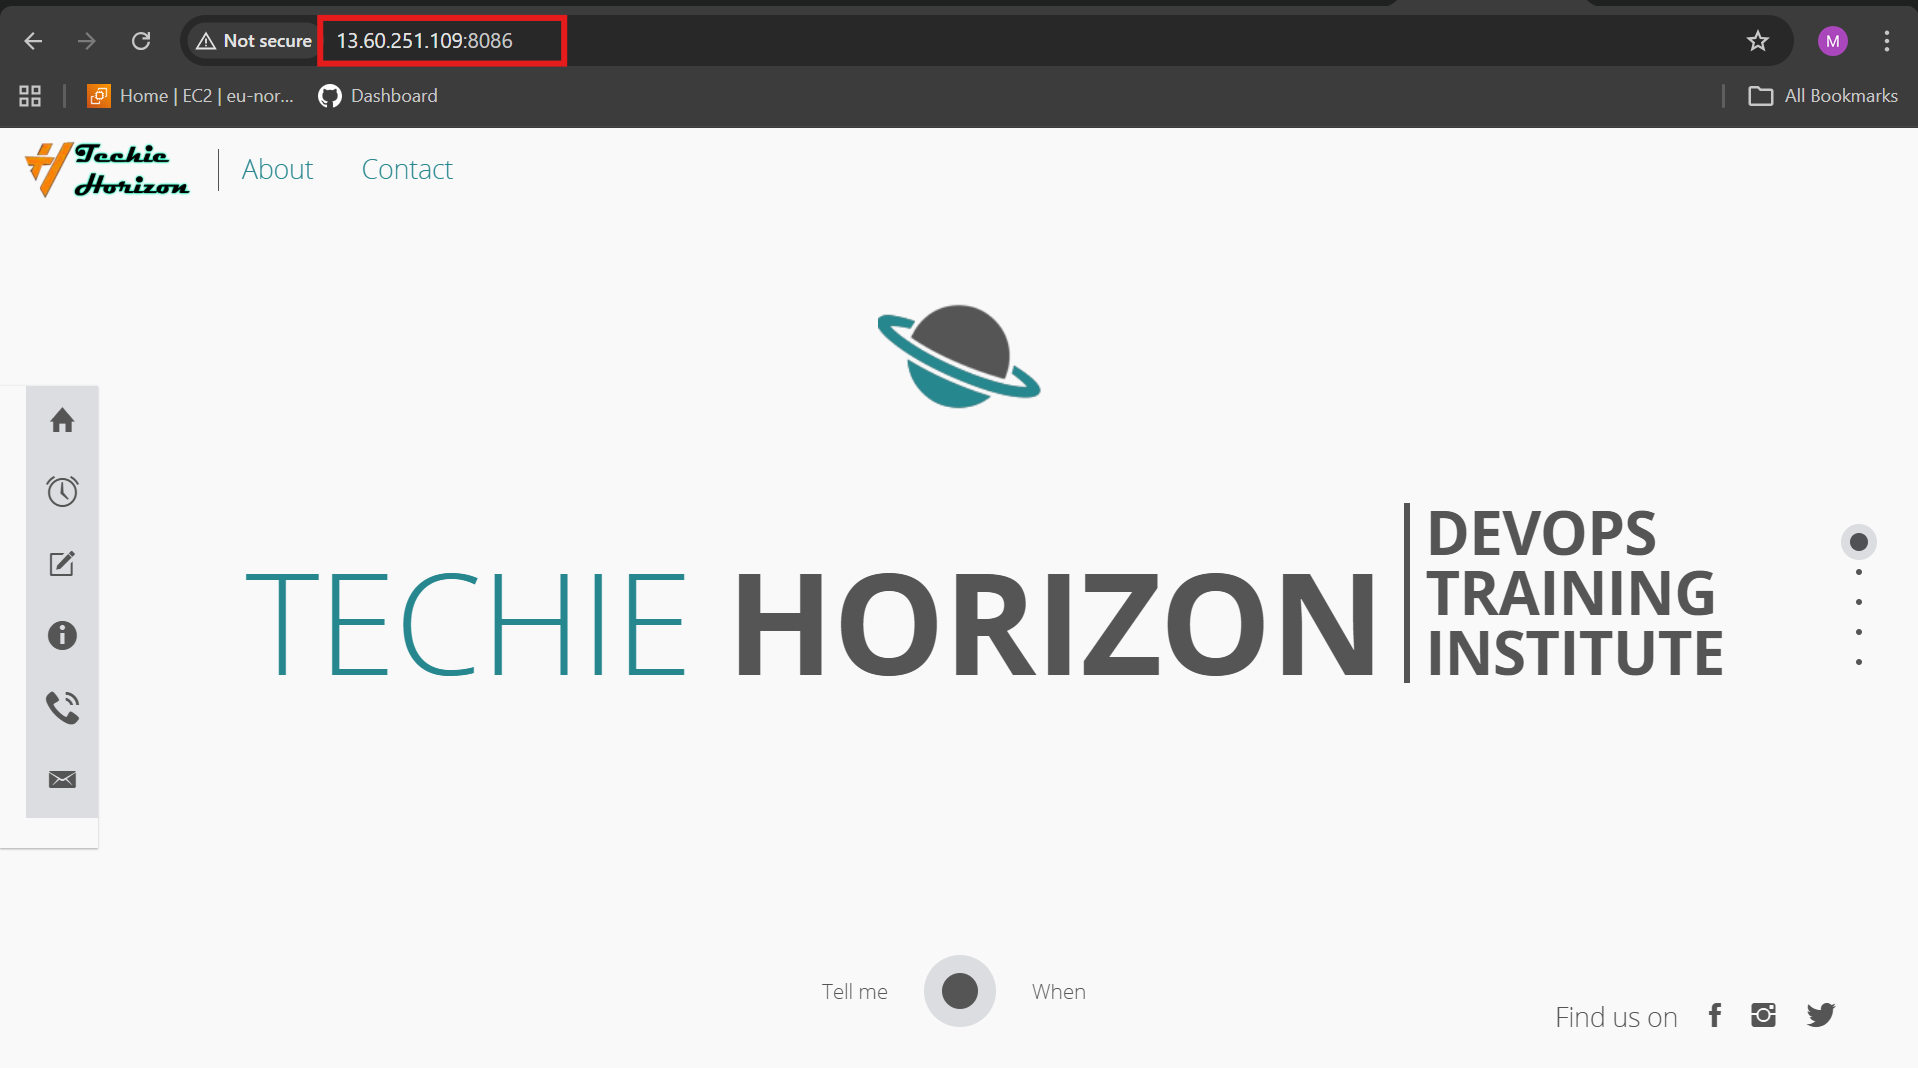 Not secure 13.60.251.109:8086
M
Home | EC2 | eu-nor...
Dashboard
All Bookmarks
Techie
Horizon
About
Contact
TECHIE HORIZON
DEVOPS
TRAINING
INSTITUTE
Tell me
When
Find us on